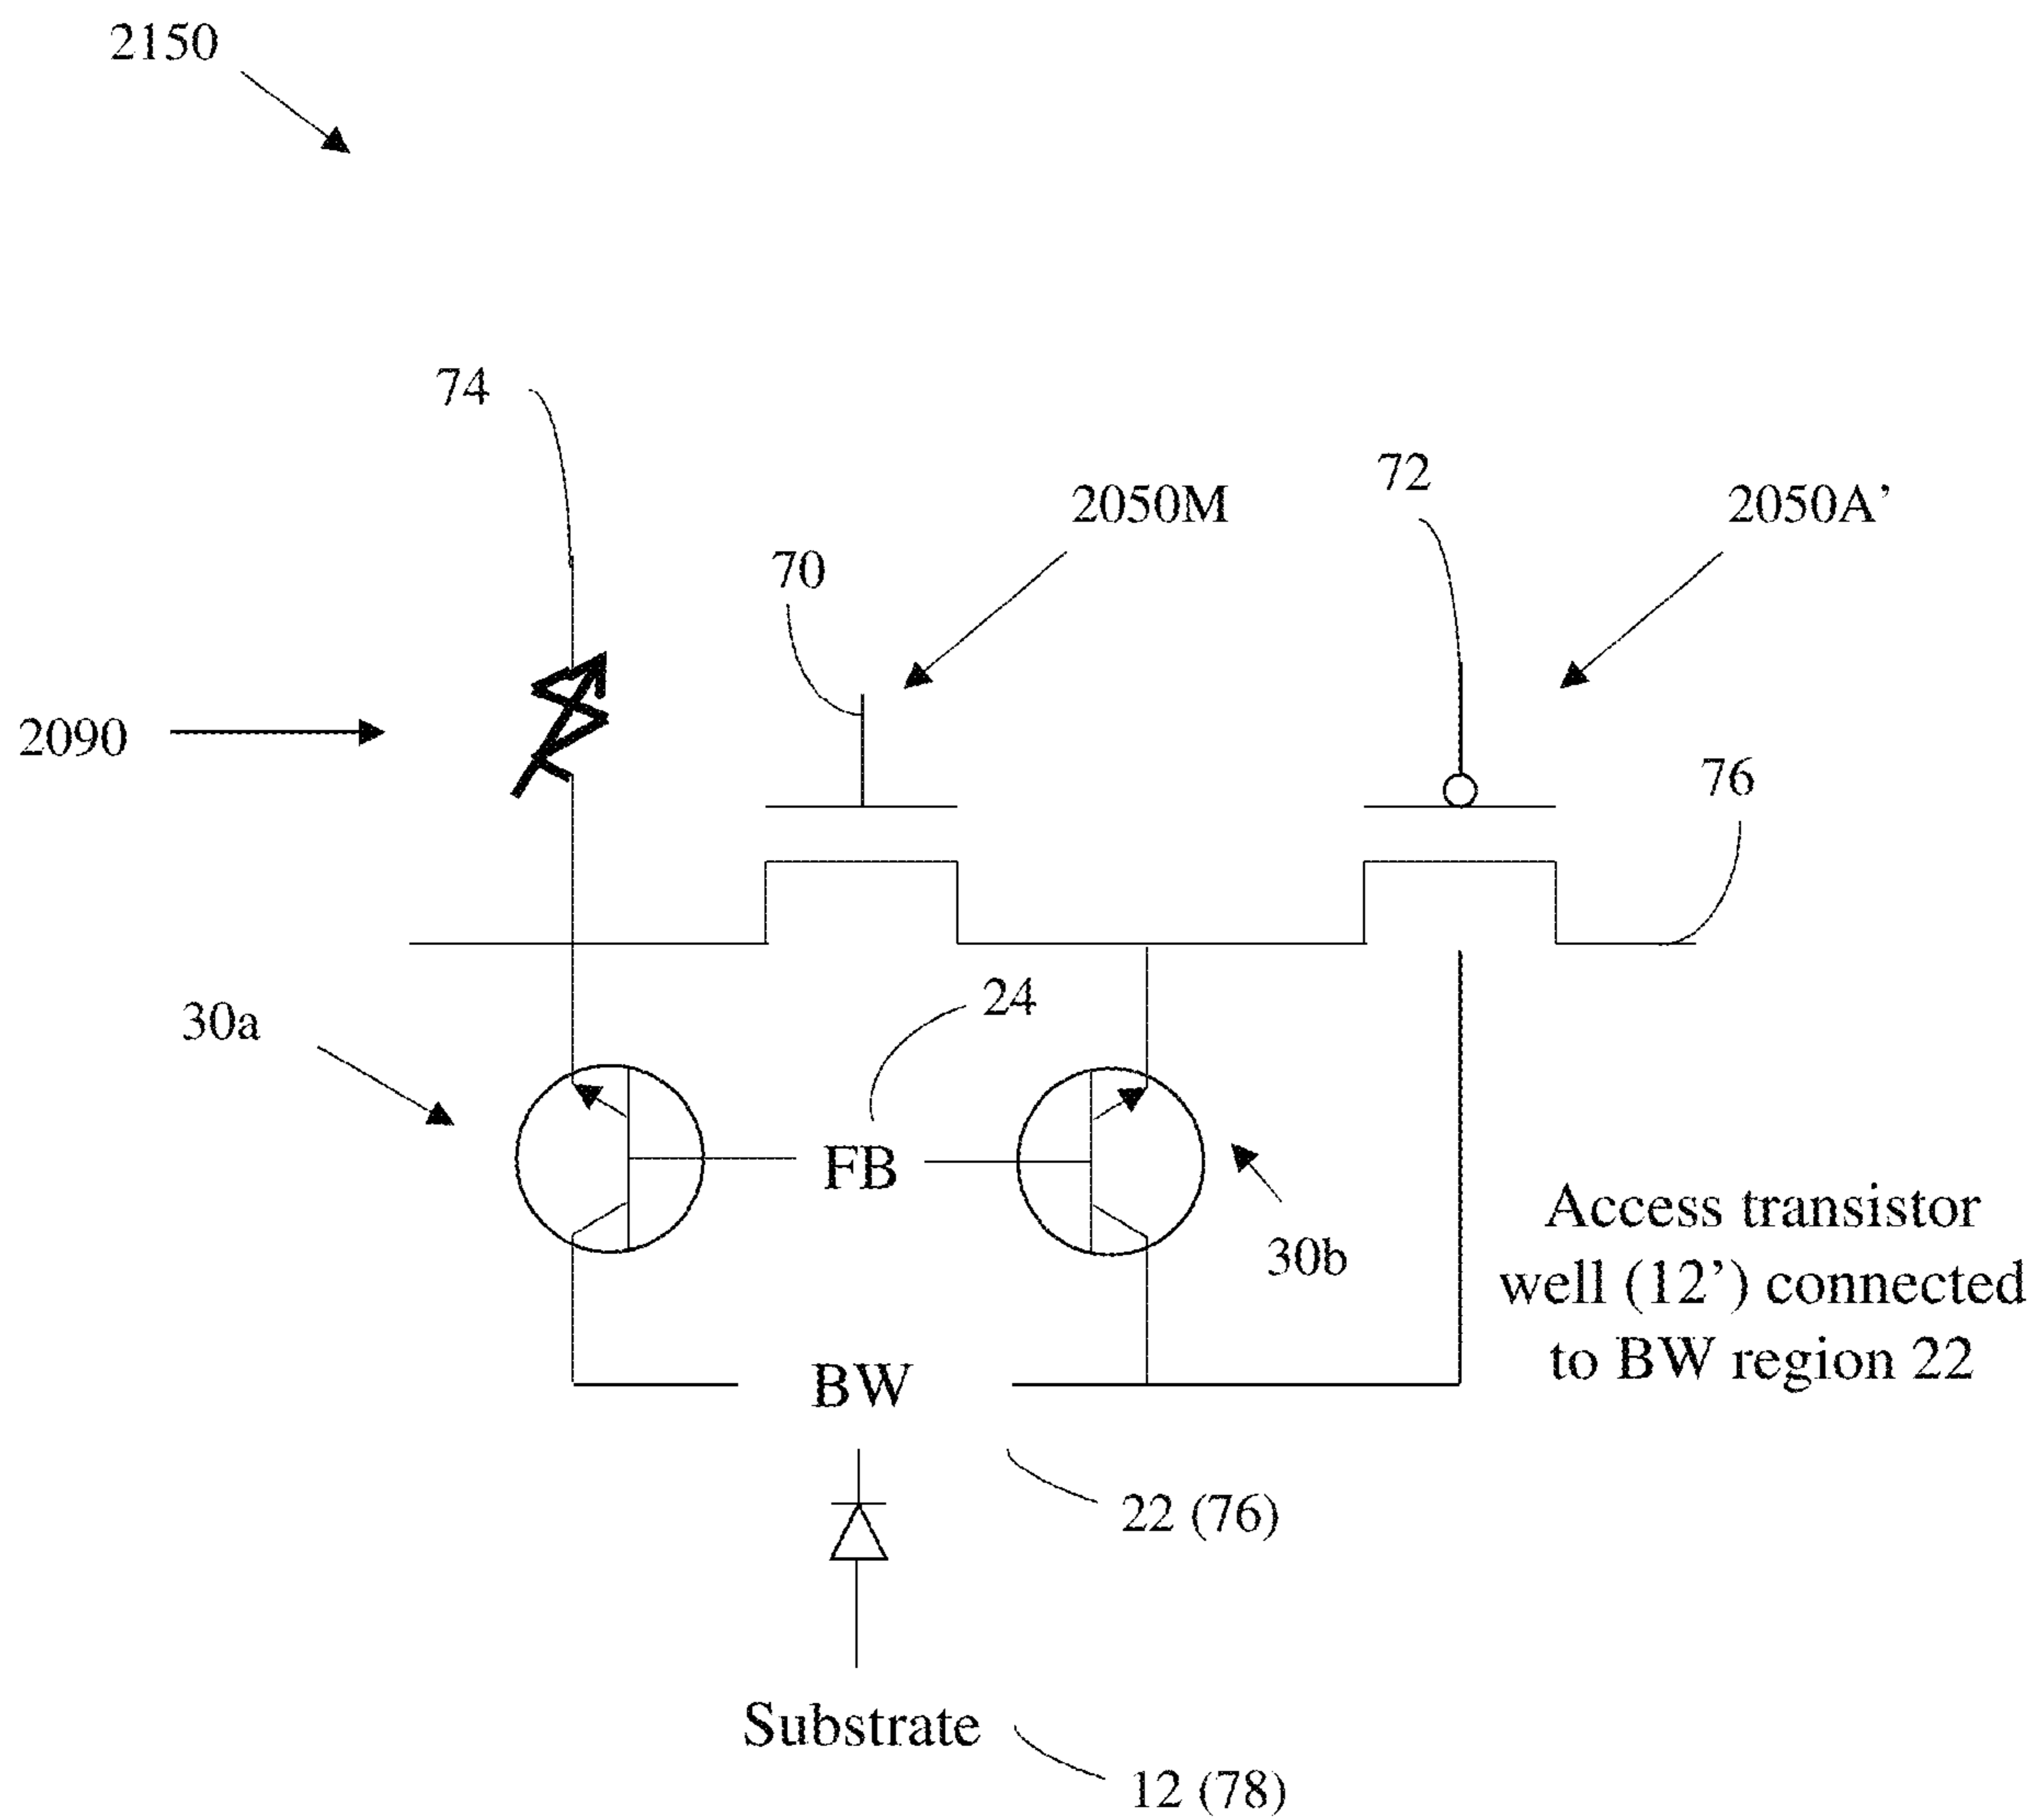 2150
74
72
2050M
2050A’
70
2090
76
24
30a
FB
30b
Access transistor
well (12’) connected
to BW region 22
BW
22 (76)
Substrate
12 (78)